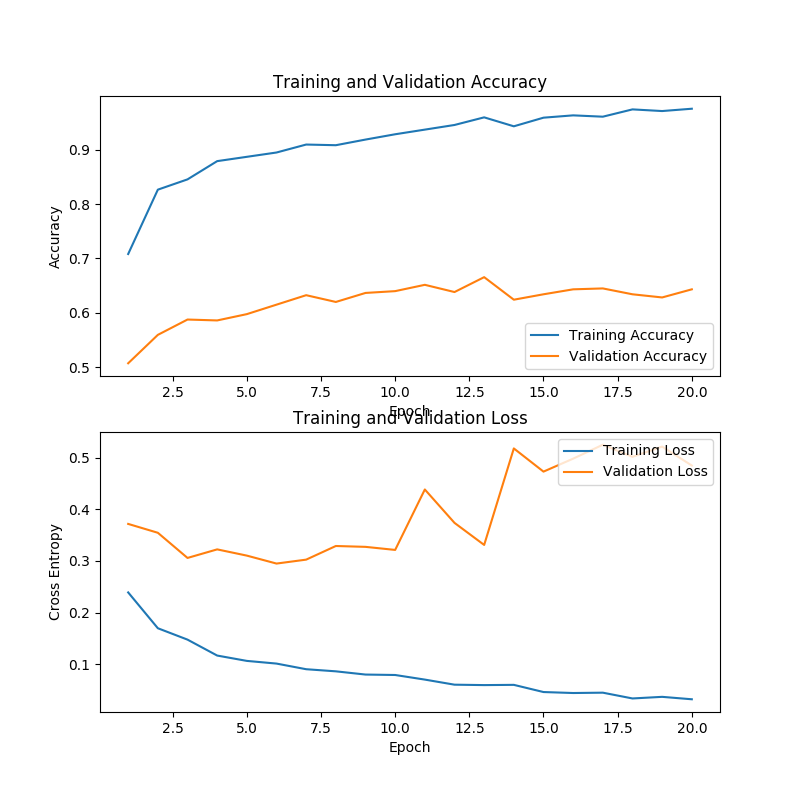 Training and Validation Accuracy
Accuracy
0.9
0.8
0.7
0.6
0.5
Training Accuracy
Validation Accuracy
2.5 5.0 7.5 10.0 12.5 15.0 17.5 20.0
Epoch
Training and Validation Loss
Cross Entropy
0.5
0.4
0.3
0.2
0.1
Training Loss
Validation Loss
2.5 5.0 7.5 10.0 12.5 15.0 17.5 20.0
Epoch